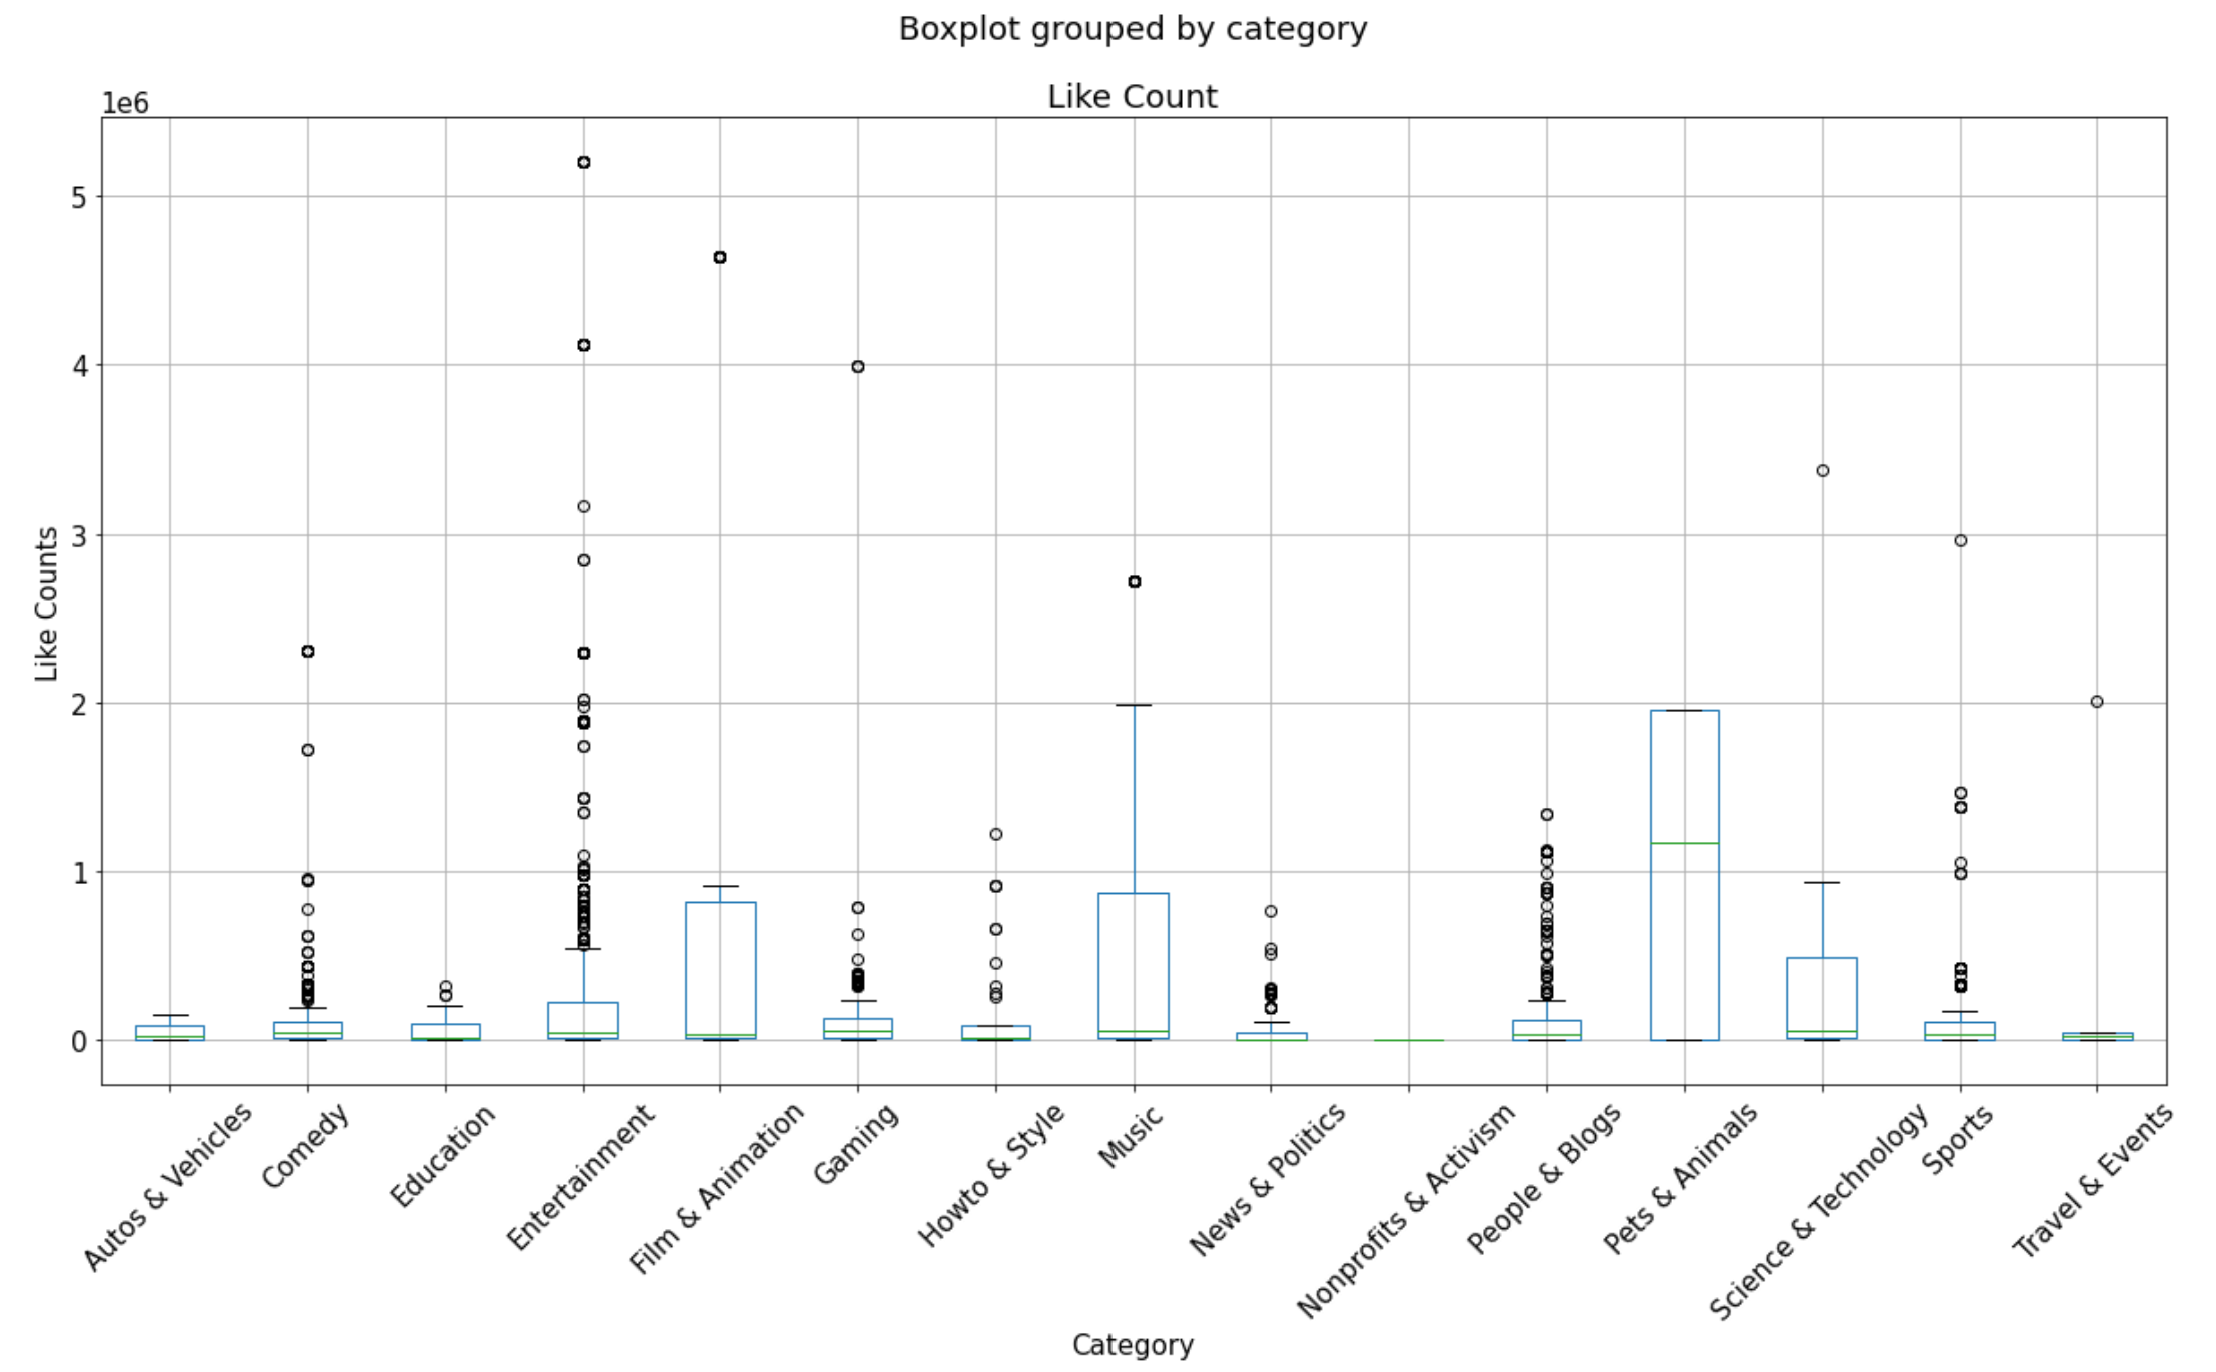 Boxplot grouped by category
Like Count
1e6
5
4
3
2
1
0
Like Counts
Autos & Vehicles
Comedy
Education
Entertainment
Film & Animation
Gaming
Howto & Style
Music
News & Politics
Nonprofits & Activism
People & Blogs
Pets & Animals
Science & Technology
Sports
Travel & Events
Category